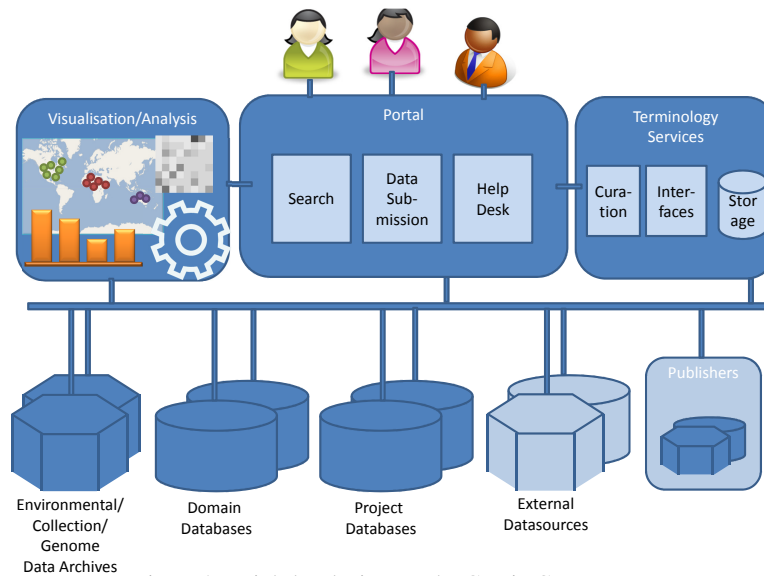 Visualisation/Analysis
Portal
Search
Data
Sub-
mission
Help
Desk
Terminology
Services
Cura-
tion
Inter-
faces
Stor
age
Environmental/
Collection/
Genome
Data Archives
Domain
Databases
Project
Databases
External
Datasources
Publishers